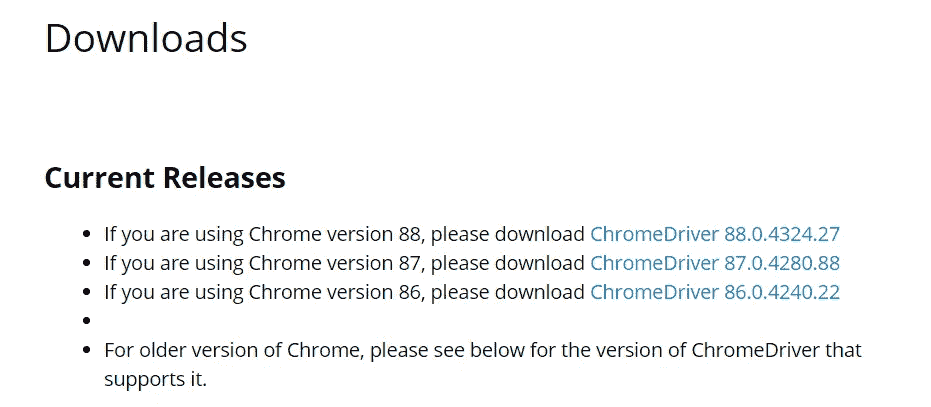 Downloads
Current Releases
• If you are using Chrome version 88, please download ChromeDriver 88.0.4324.27
• If you are using Chrome version 87, please download ChromeDriver 87.0.4280.88
• If you are using Chrome version 86, please download ChromeDriver 86.0.4240.22
•
• For older version of Chrome, please see below for the version of ChromeDriver that
supports it.